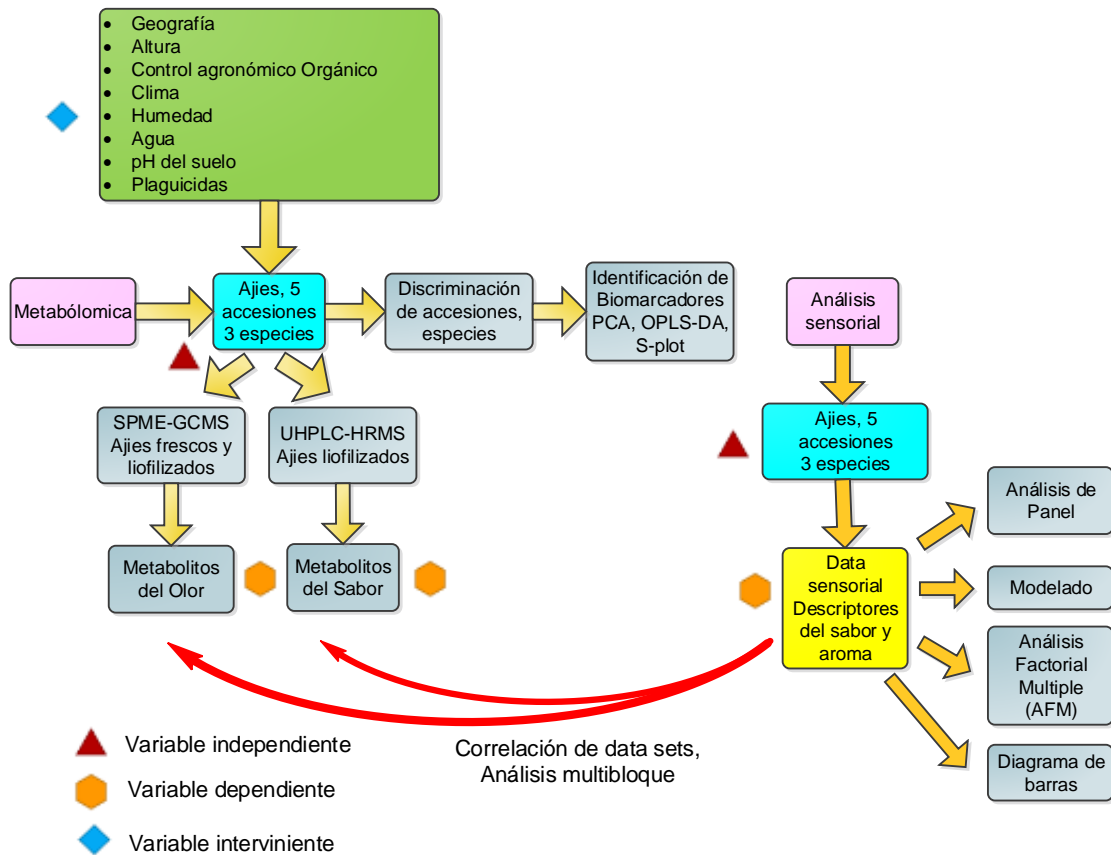 • Geografía
• Altura
• Control agronómico Orgánico
• Clima
• Humedad
• Agua
• pH del suelo
• Plaguicidas
Metabólomica
Ajies, 5
accesiones
3 especies
Discriminación
de accesiones,
especies
Identificación de
Biomarcadores
PCA, OPLS-DA,
S-plot
Análisis
sensorial
SPME-GCMS
Ajies frescos y
liofilizados
UHPLC-HRMS
Ajies liofilizados
Ajies, 5
accesiones
3 especies
Metabolitos
del Olor
Metabolitos
del Sabor
Data
sensorial
Descriptores
del sabor y
aroma
Análisis de
Panel
Modelado
Análisis
Factorial
Multiple
(AFM)
Diagrama de
barras
Correlación de data sets,
Análisis multibloque
Variable independiente
Variable dependiente
Variable interviniente